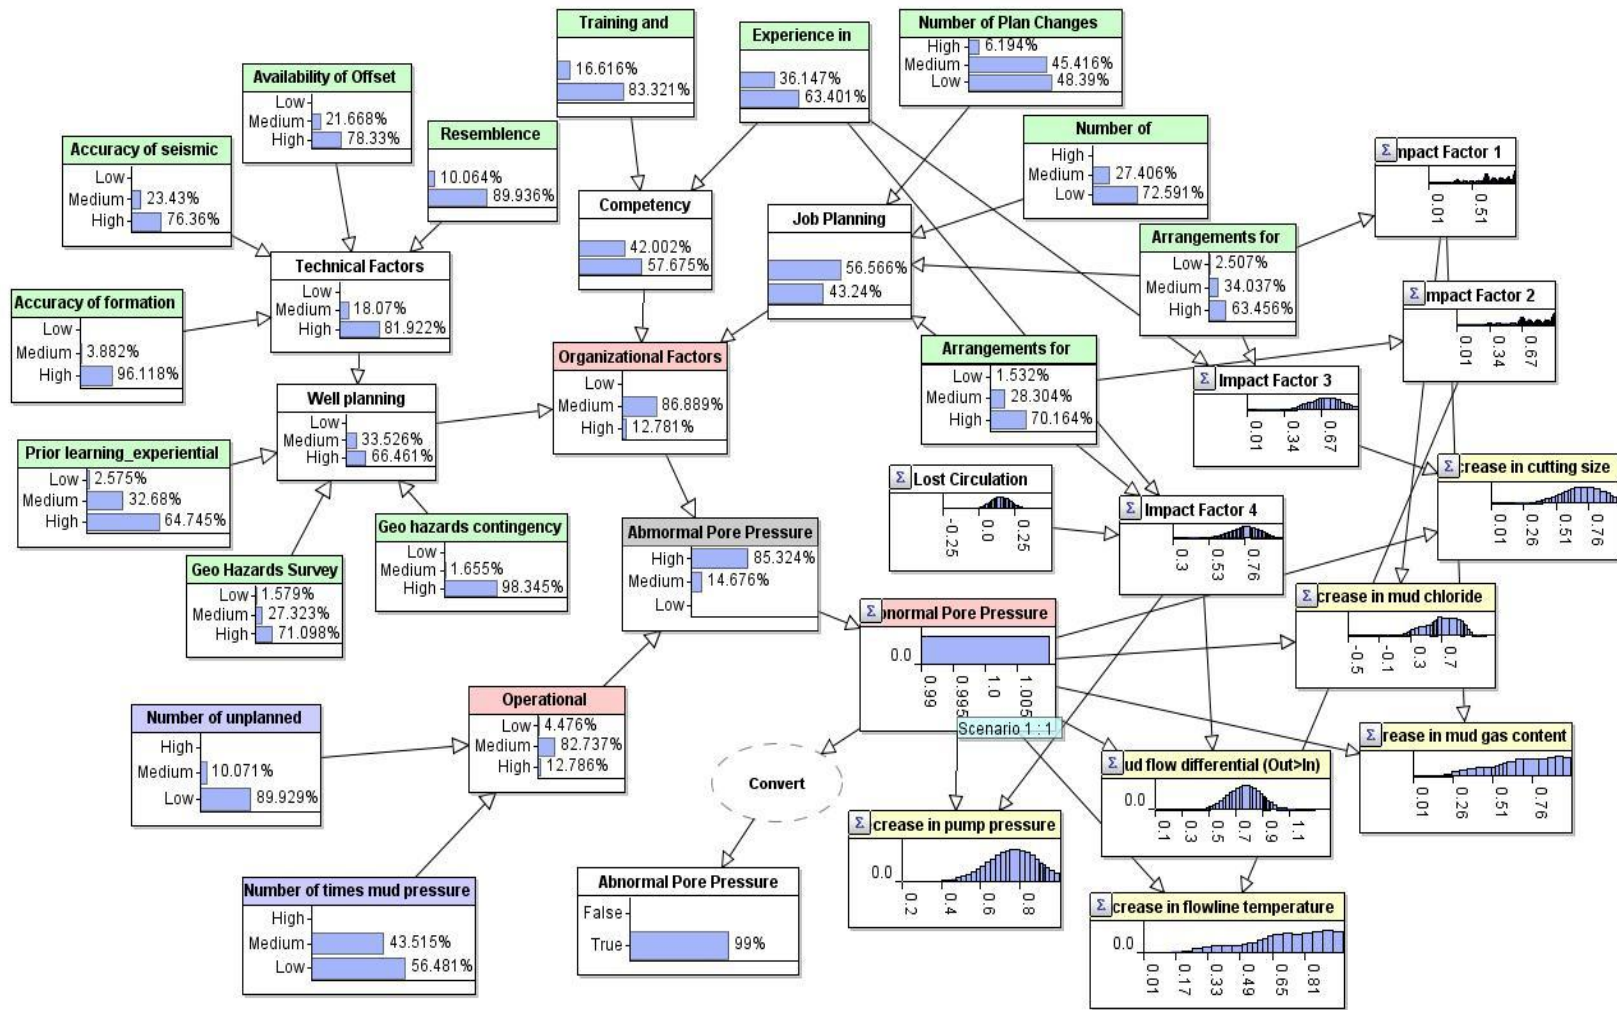 Training and
16.616%
83.321%
Experience in
36.147%
63.401%
Number of Plan Changes
High
6.194%
Medium
45.416%
Low
48.39%
Availability of Offset
Low
Medium
21.668%
High
78.33%
Resemblence
10.064%
89.936%
Number of
High
Medium
27.406%
Low
72.591%
Accuracy of seismic
Low
Medium
23.43%
High
76.36%
Σ npact Factor 1
0.01
0.51
Competency
42.002%
57.675%
Job Planning
56.566%
43.24%
Arrangements for
Low
2.507%
Medium
34.037%
High
63.456%
Technical Factors
Low
Medium
18.07%
High
81.922%
Σ mpact Factor 2
0.01
0.34
0.67
Accuracy of formation
Low
Medium
3.882%
High
96.118%
Organizational Factors
Low
Medium
86.889%
High
12.781%
Arrangements for
Low
1.532%
Medium
28.304%
High
70.164%
Σ Impact Factor 3
0.01
0.34
0.67
Well planning
Low
Medium
33.526%
High
66.461%
Prior learning_experiential
Low
2.575%
Medium
32.68%
High
64.745%
Σ Lost Circulation
-0.25
0.0
0.25
Σ Impact Factor 4
0.3
0.53
0.76
Σ crease in cutting size
0.01
0.26
0.51
0.76
Geo hazards contingency
Low
Medium
1.655%
High
98.345%
Abnormal Pore Pressure
High
85.324%
Medium
14.676%
Low
Geo Hazards Survey
Low
1.579%
Medium
27.323%
High
71.098%
Σ bnormal Pore Pressure
0.0
0.99
0.995
1.0
1.005
Scenario 1 : 1
Σ crease in mud chloride
-0.5
-0.1
0.3
0.7
Operational
Low
4.476%
Medium
82.737%
High
12.786%
Number of unplanned
High
Medium
10.071%
Low
89.929%
Convert
Σ ud flow differential (Out>In)
0.0
0.1
0.3
0.5
0.7
0.9
1.1
Σ rease in mud gas content
0.01
0.26
0.51
0.76
Σ crease in pump pressure
0.0
0.2
0.4
0.6
0.8
Number of times mud pressure
High
Medium
43.515%
Low
56.481%
Abnormal Pore Pressure
False
True
99%
Σ crease in flowline temperature
0.0
0.01
0.17
0.33
0.49
0.65
0.81